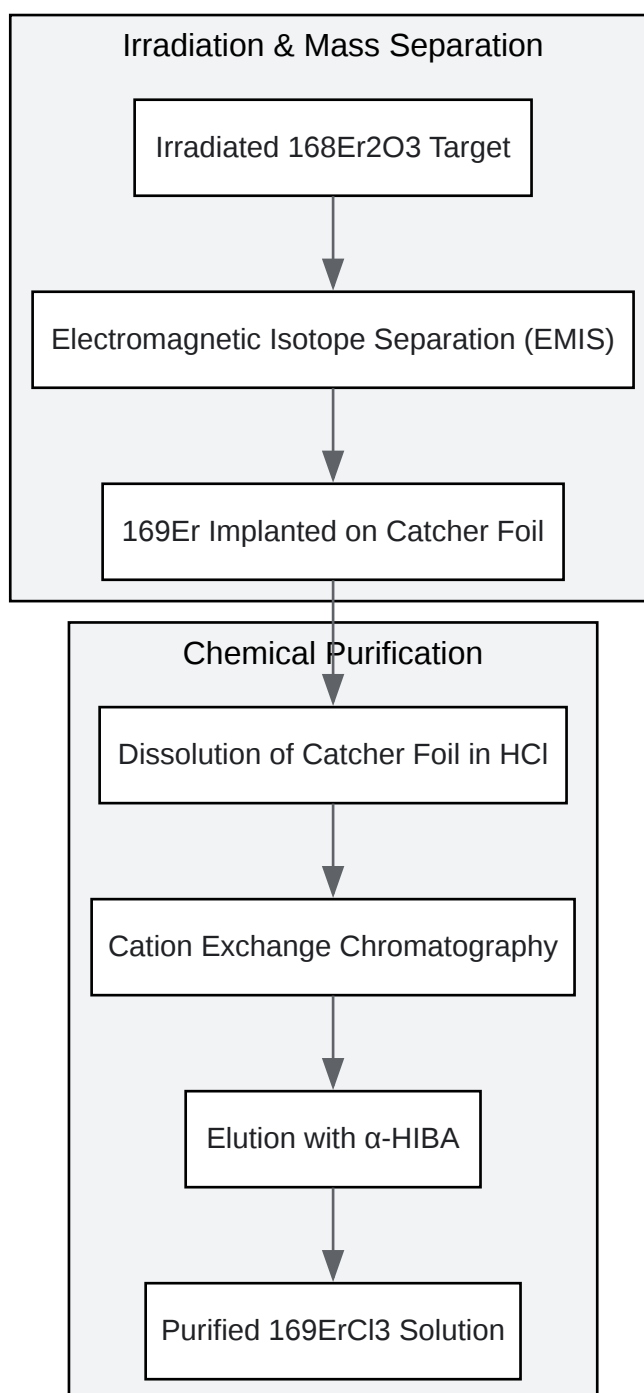 Irradiation & Mass Separation
Irradiated 168Er2O3 Target
Electromagnetic Isotope Separation (EMIS)
169Er Implanted on Catcher Foil
Chemical Purification
Dissolution of Catcher Foil in HCl
Cation Exchange Chromatography
Elution with α-HIBA
Purified 169ErCl3 Solution